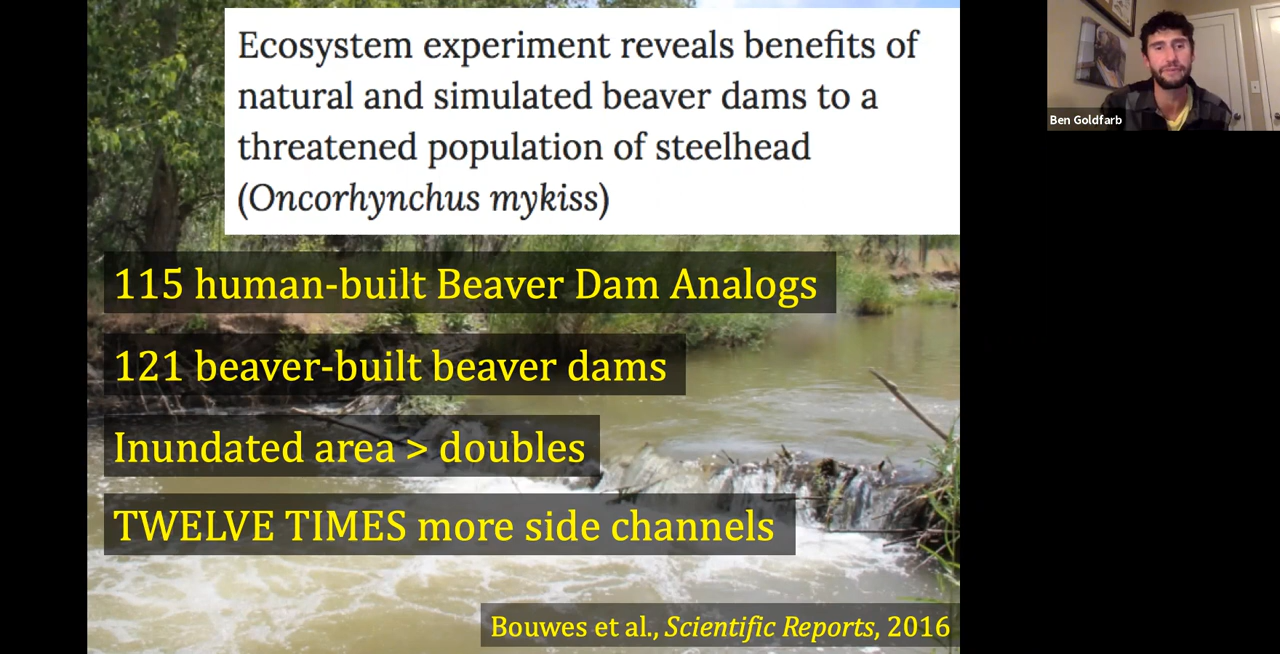 Ecosystem experiment reveals benefits of
natural and simulated beaver dams to a
threatened population of steelhead
(Oncorhynchus mykiss)
115 human-built Beaver Dam Analogs
121 beaver-built beaver dams
Inundated area > doubles
TWELVE TIMES more side channels
Bouwes et al., Scientific Reports, 2016
Ben Goldfarb